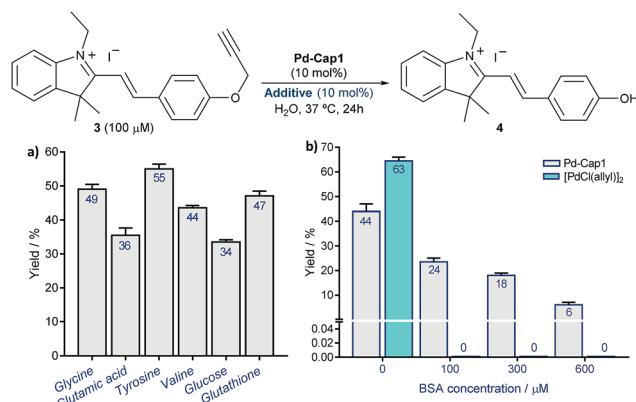 N
+
I⁻
O
3 (100 µM)
Pd-Cap1
(10 mol%)
Additive (10 mol%)
H₂O, 37 ºC, 24h
N
+
I⁻
OH
4
a)
Yield / %
60
50
40
30
20
10
0
49
36
55
44
34
47
Glycine
Glutamic acid
Tyrosine
Valine
Glucose
Glutathione
b)
Yield / %
70
60
50
40
30
20
10
0.04
0.02
0.00
Pd-Cap1
[PdCl(allyl)]₂
44
63
24
0
18
0
6
0
0
100
300
600
BSA concentration / µM